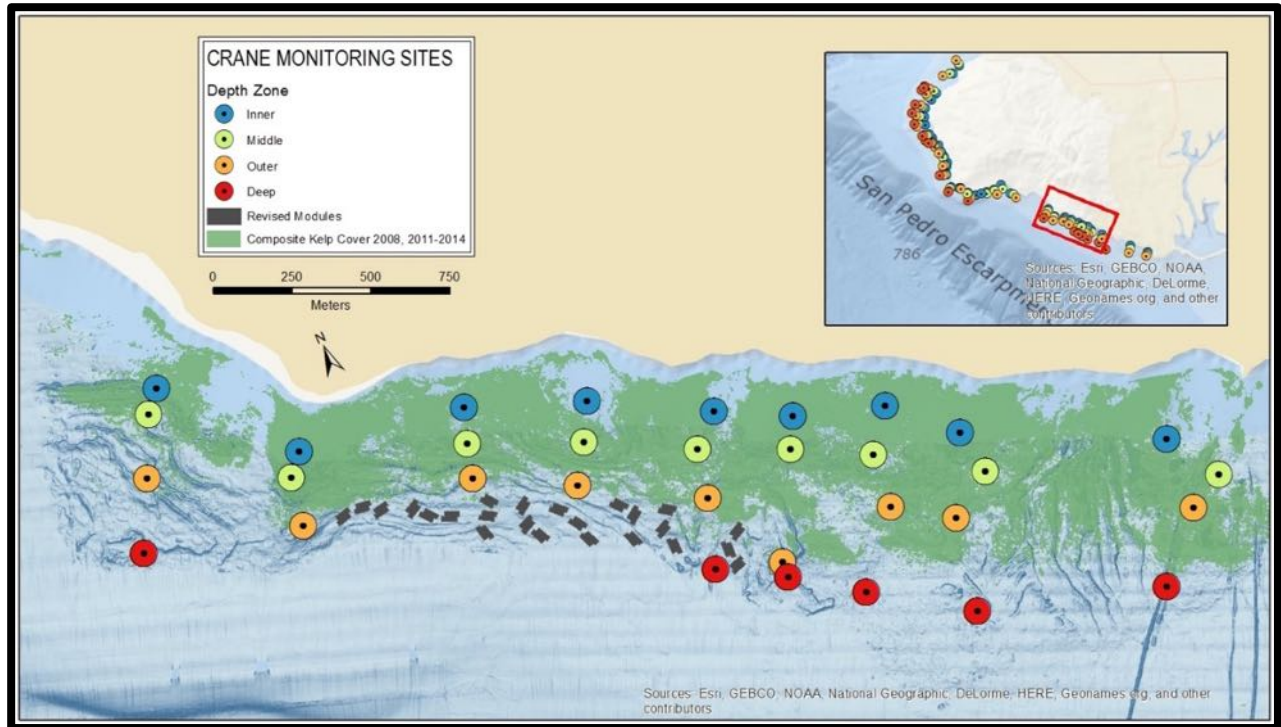 CRANE MONITORING SITES
Depth Zone
Inner
Middle
Outer
Deep
Revised Modules
Composite Kelp Cover 2008, 2011-2014
0 250 500 750
Meters
N
San Pedro Escarpment
786
Sources: Esri, GEBCO, NOAA,
National Geographic, DeLorme,
HERE, Geonames.org, and other
contributors
Sources: Esri, GEBCO, NOAA, National Geographic, DeLorme, HERE, Geonames.org, and other
contributors